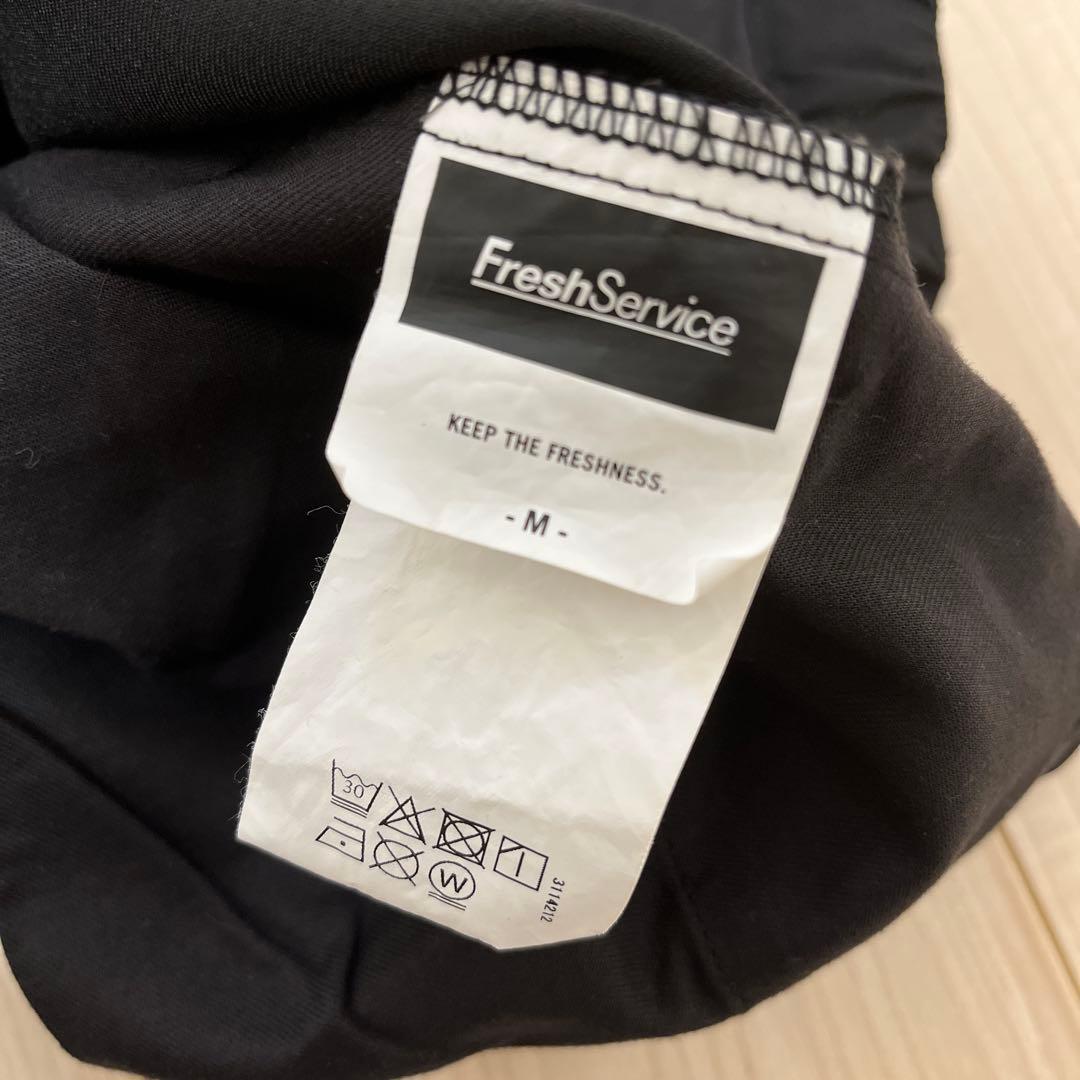 FreshService
KEEP THE FRESHNESS.
- M -
30
W
3114212